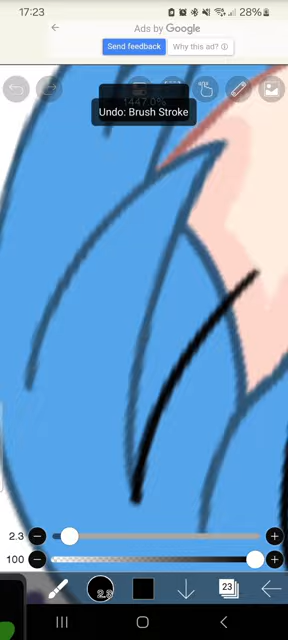 17:23
28%
Ads by Google
Send feedback
Why this ad?
1447.0%
Undo: Brush Stroke
2.3
100
2.3
23